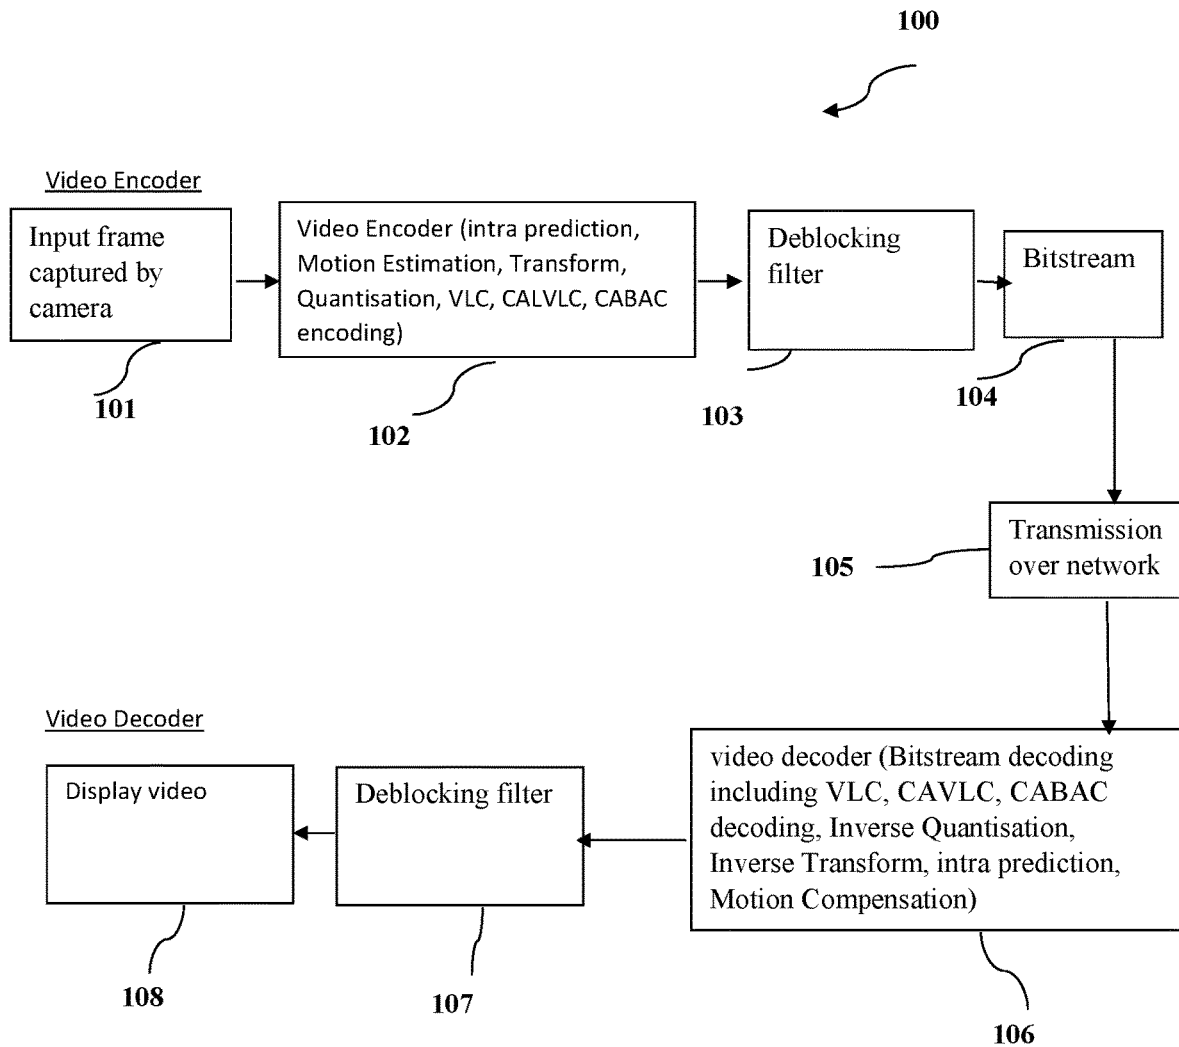 100
Video Encoder
Input frame
captured by
camera
Video Encoder (intra prediction,
Motion Estimation, Transform,
Quantisation, VLC, CALVLC, CABAC
encoding)
Deblocking
filter
Bitstream
101
102
103
104
Transmission
over network
105
Video Decoder
Display video
Deblocking filter
video decoder (Bitstream decoding
including VLC, CAVLC, CABAC
decoding, Inverse Quantisation,
Inverse Transform, intra prediction,
Motion Compensation)
108
107
106